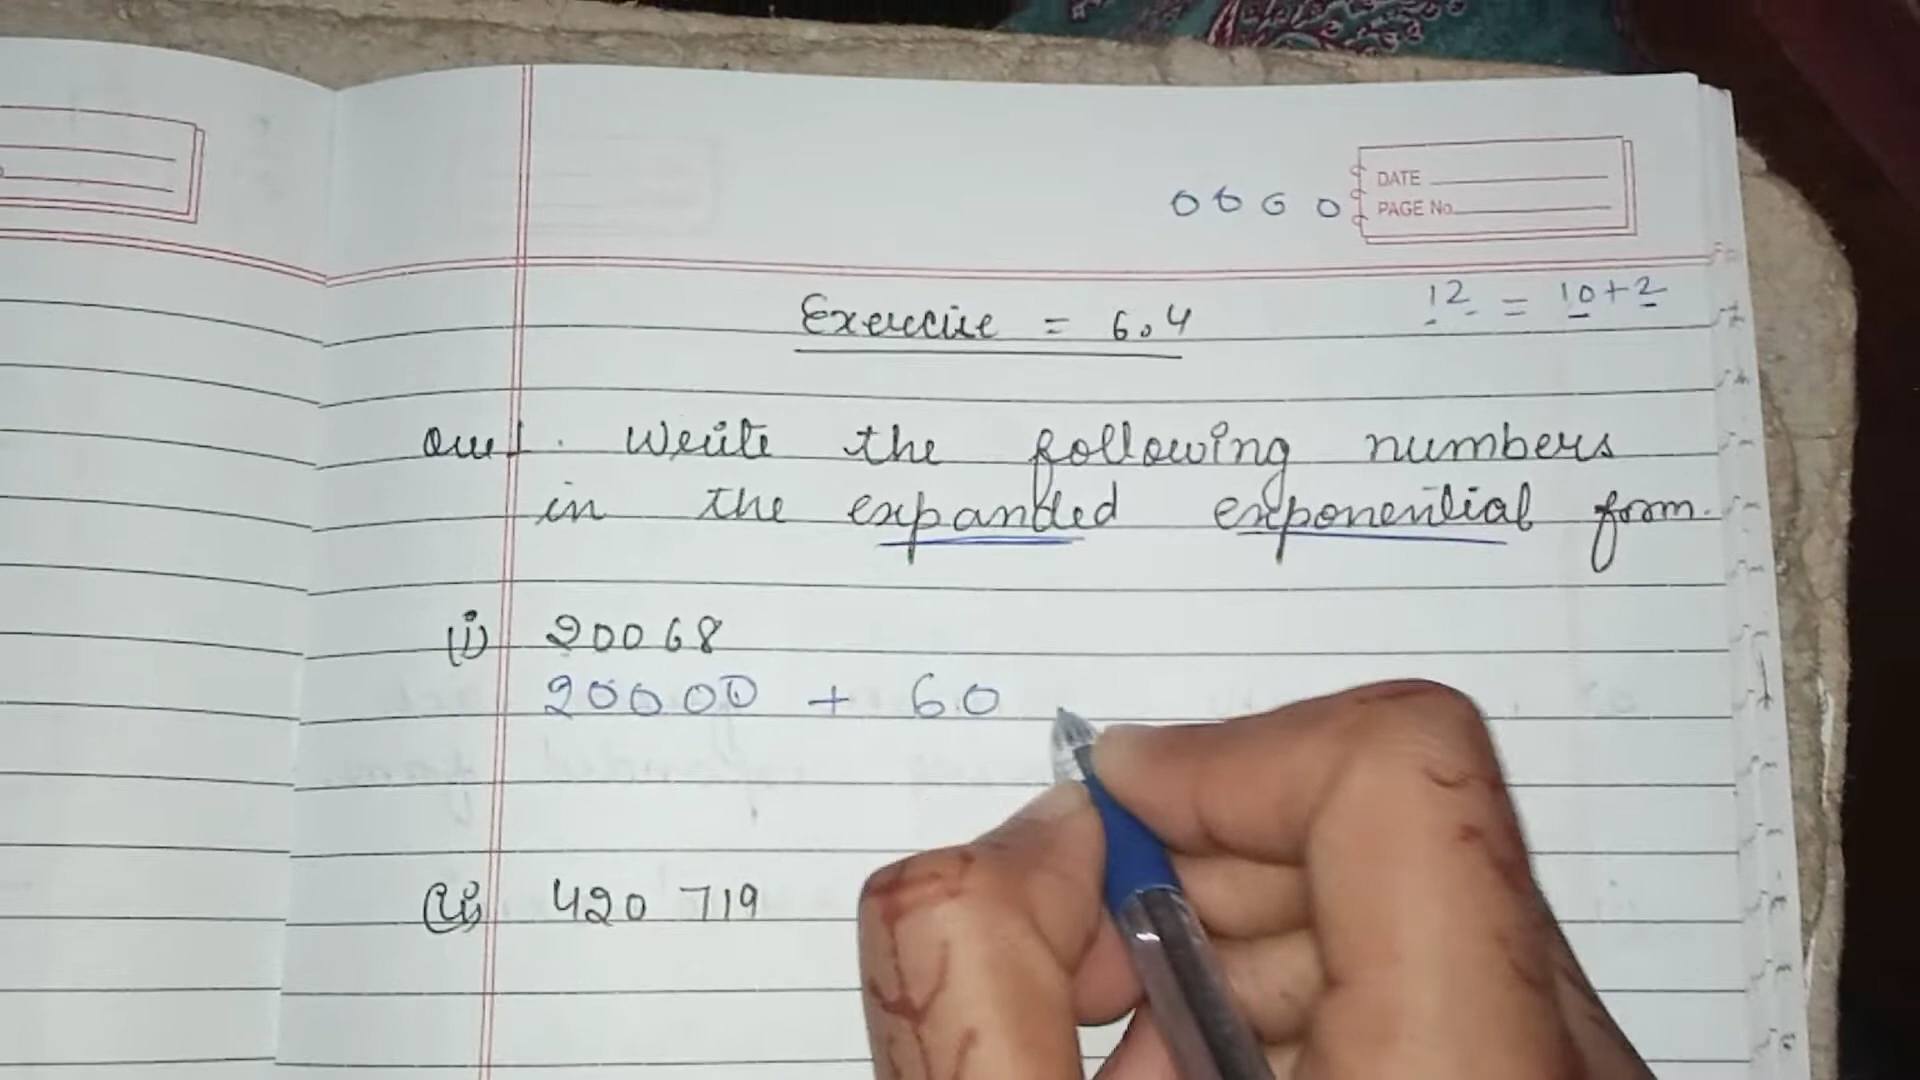 0000
DATE
PAGE No.
12 = 10+2
Exercise = 6.4
Que1. Write the following numbers
in the expanded exponential form.
(i) 20068
20000 + 60
(ii) 420719